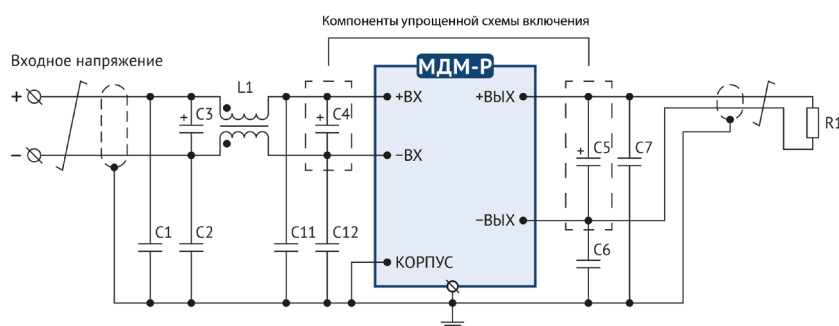 Компоненты упрощенной схемы включения
Входное напряжение
МДМ-Р
L1
+
+ВХ
+ВЫХ
C3
+
C4
+
R1
–
–ВХ
C5
+
C7
–ВЫХ
C1
C2
C11
C12
C6
КОРПУС